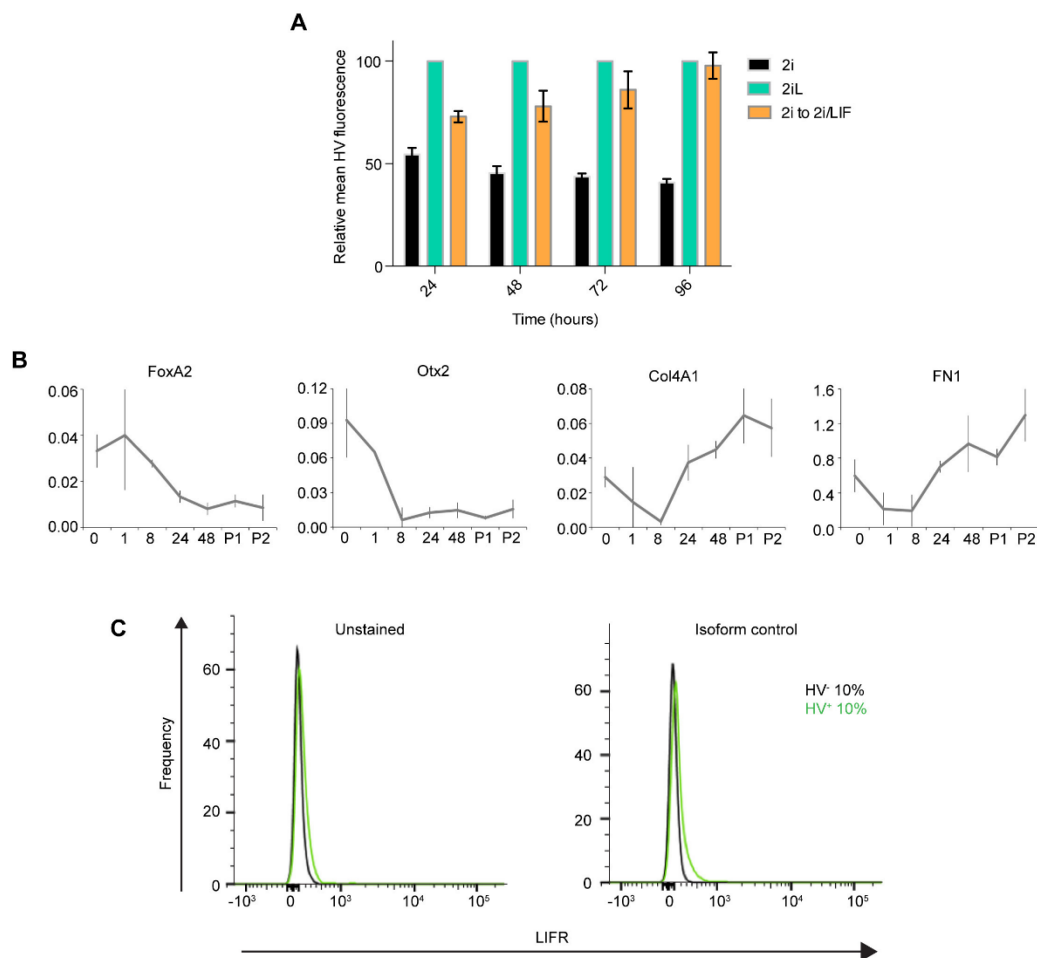 A
Relative mean HV fluorescence
100
50
0
24
48
72
96
Time (hours)
2i
2iL
2i to 2i/LIF
B
FoxA2
0.06
0.04
0.02
0.00
0 1 8 24 48 P1 P2
Otx2
0.12
0.09
0.06
0.03
0.00
0 1 8 24 48 P1 P2
Col4A1
0.08
0.06
0.04
0.02
0.00
0 1 8 24 48 P1 P2
FN1
1.6
1.2
0.8
0.4
0.0
0 1 8 24 48 P1 P2
C
Frequency
Unstained
60
40
20
0
-10³ 0 10³ 10⁴ 10⁵
Isoform control
60
40
20
0
-10³ 0 10³ 10⁴ 10⁵
HV⁻ 10%
HV⁺ 10%
LIFR